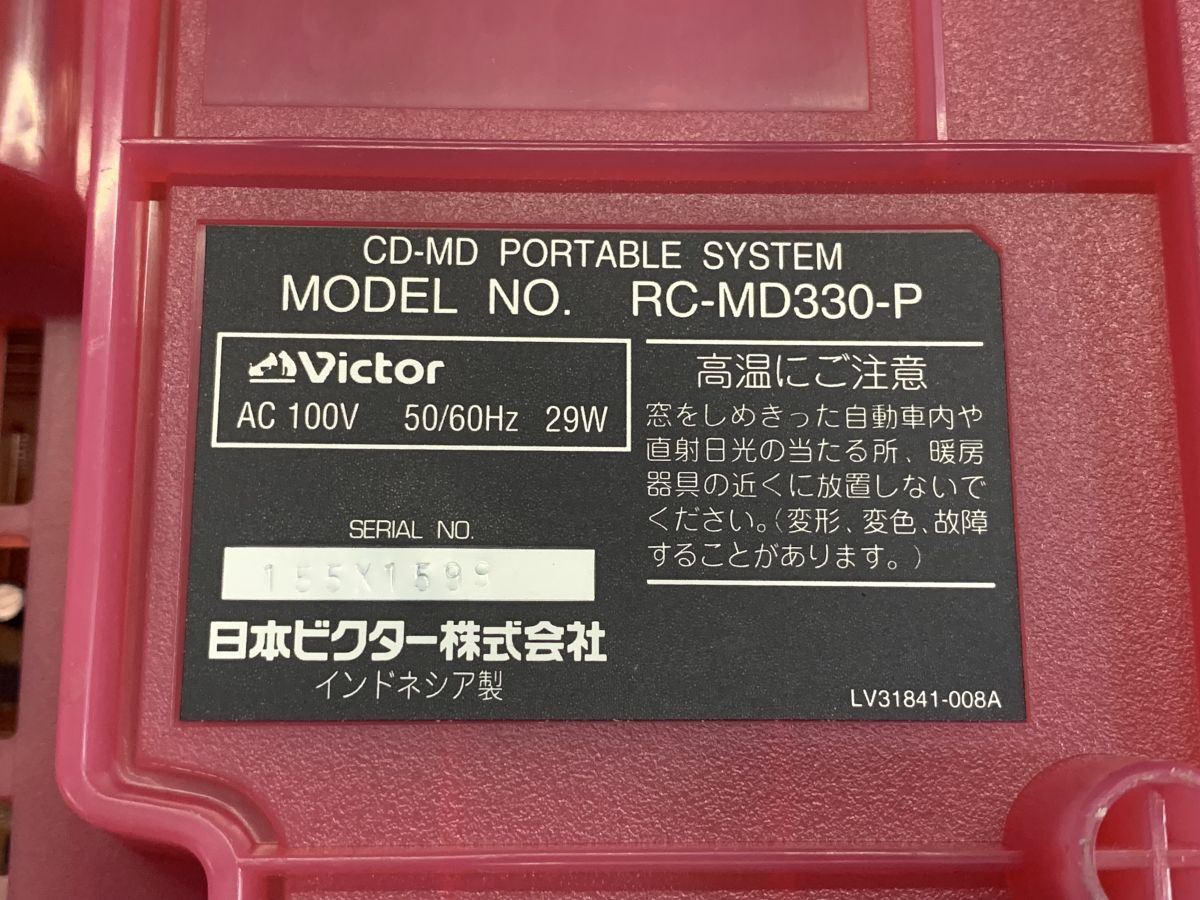 CD-MD PORTABLE SYSTEM
MODEL NO. RC-MD330-P
Victor
AC 100V 50/60Hz 29W
高温にご注意
窓をしめきった自動車内や
直射日光の当たる所、暖房
器具の近くに放置しないで
ください。(変形、変色、故障
することがあります。)
SERIAL NO.
155X1599
日本ビクター株式会社
インドネシア製
LV31841-008A